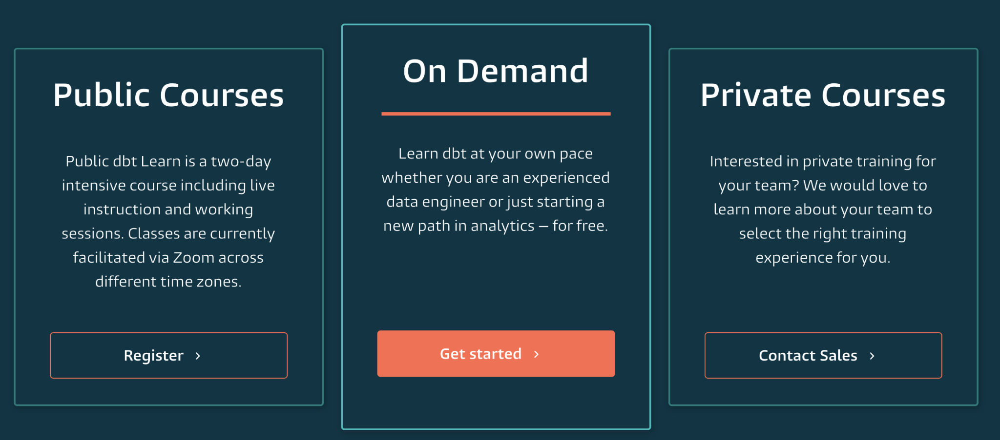 Public Courses
Public dbt Learn is a two-day
intensive course including live
instruction and working
sessions. Classes are currently
facilitated via Zoom across
different time zones.
Register
On Demand
Learn dbt at your own pace
whether you are an experienced
data engineer or just starting a
new path in analytics – for free.
Get started
Private Courses
Interested in private training for
your team? We would love to
learn more about your team to
select the right training
experience for you.
Contact Sales